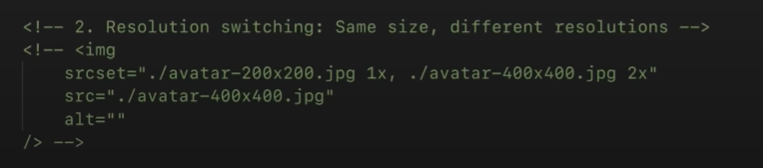 <!-- 2. Resolution switching: Same size, different resolutions -->
<!-- <img
srcset="./avatar-200x200.jpg 1x, ./avatar-400x400.jpg 2x"
src="./avatar-400x400.jpg"
alt=""
/> -->